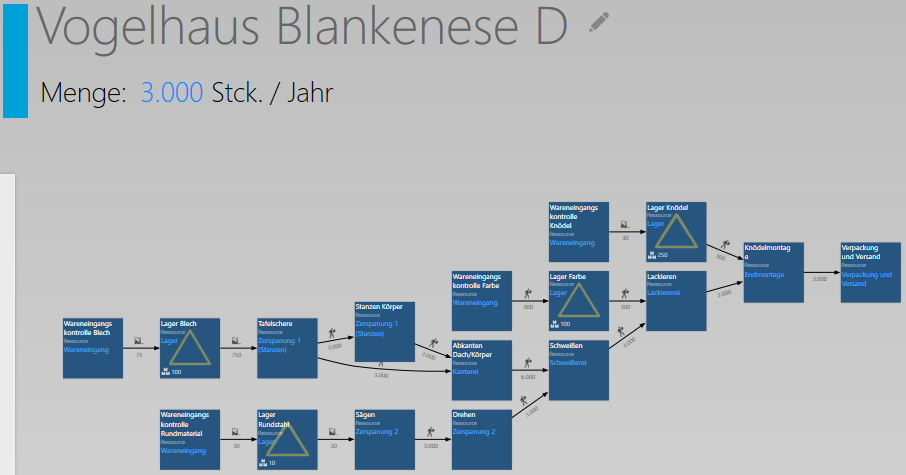 Vogelhaus Blankenese D
Menge: 3.000 Stck. / Jahr
Wareneingangs
kontrolle
Knödel
Ressource
Wareneingang
30
Lager Knödel
Ressource
Lager
250
300
Knödelmontag
e
Ressource
Endmontage
3.000
Verpackung
und Versand
Ressource
Verpackung und
Versand
Wareneingangs
kontrolle Farbe
Ressource
Wareneingang
300
Lager Farbe
Ressource
Lager
100
300
Lackieren
Ressource
Lackiererei
3.000
Wareneingangs
kontrolle Blech
Ressource
Wareneingang
75
Lager Blech
Ressource
Lager
100
750
Tafelschere
Ressource
Zerspanung 1
(Stanzen)
3.000
3.000
Stanzen Körper
Ressource
Zerspanung 1
(Stanzen)
3.000
Abkanten
Dach/Körper
Ressource
Kanterei
6.000
Schweißen
Ressource
Schweißerei
3.000
Wareneingangs
kontrolle
Rundmaterial
Ressource
Wareneingang
30
Lager
Rundstahl
Ressource
Lager
10
30
Sägen
Ressource
Zerspanung 2
3.000
Drehen
Ressource
Zerspanung 2
3.000